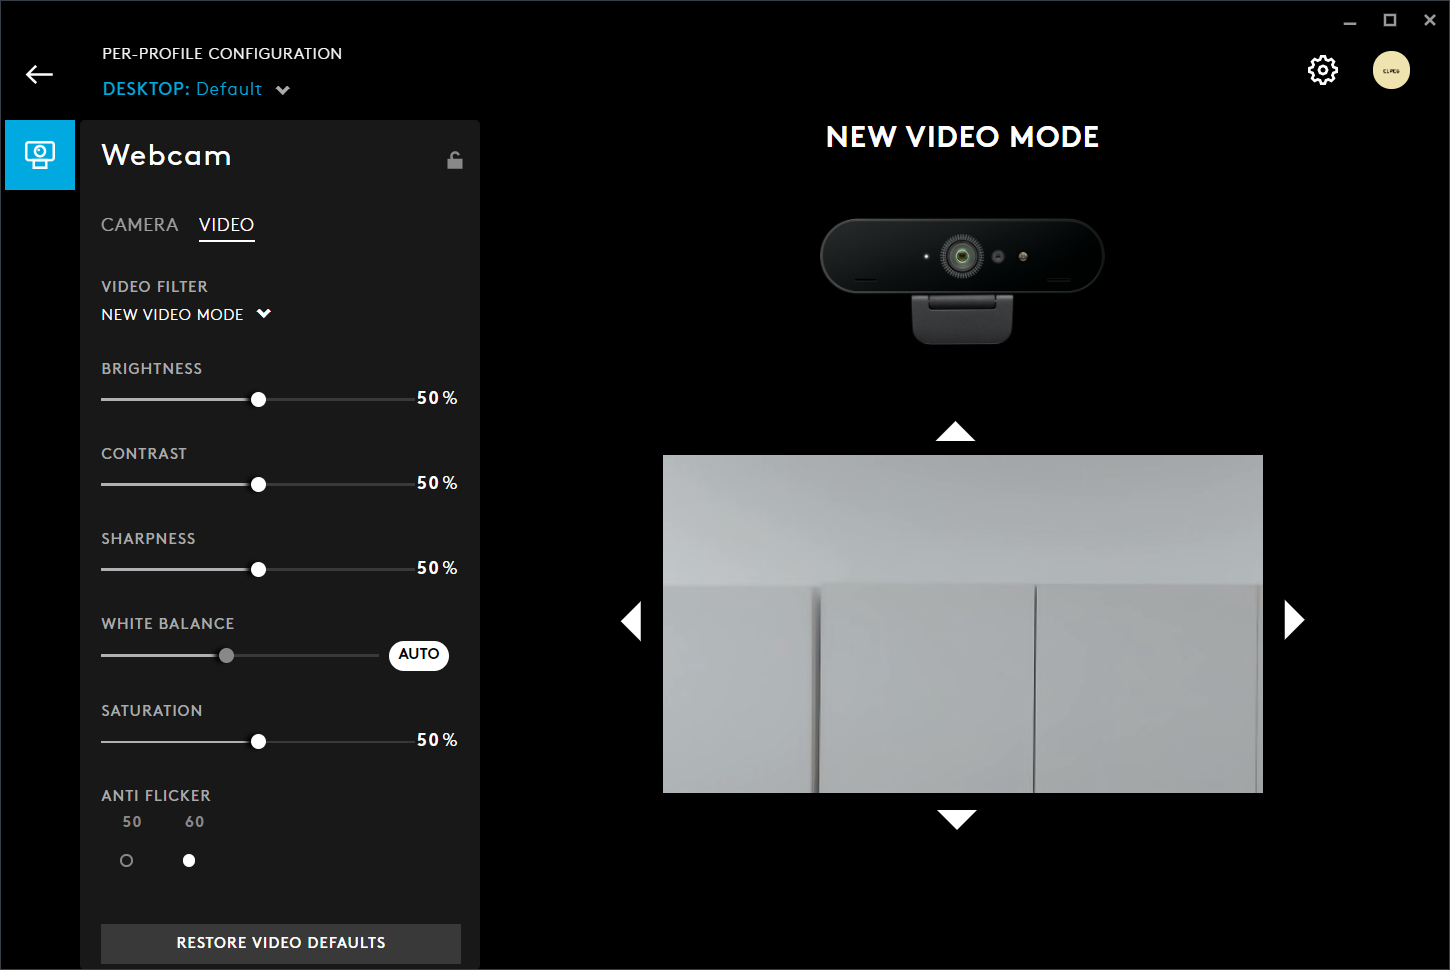 PER-PROFILE CONFIGURATION
DESKTOP: Default
Webcam
CAMERA VIDEO
VIDEO FILTER
NEW VIDEO MODE
BRIGHTNESS
50%
CONTRAST
50%
SHARPNESS
50%
WHITE BALANCE
AUTO
SATURATION
50%
ANTI FLICKER
50 60
RESTORE VIDEO DEFAULTS
NEW VIDEO MODE